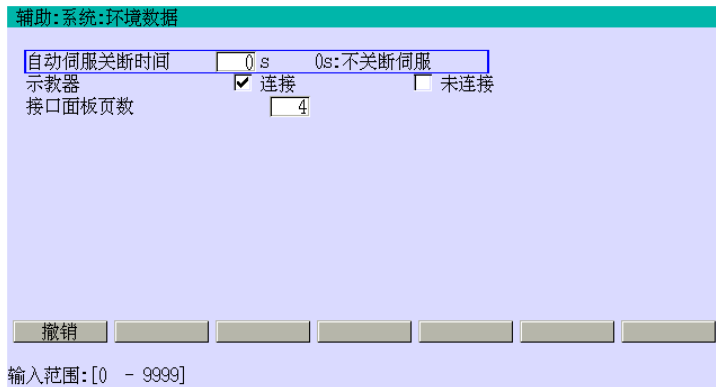 辅助:系统:环境数据
自动伺服关断时间 0 s 0s:不关断伺服
示教器 连接 未连接
接口面板页数 4
撤销
输入范围:[0 - 9999]